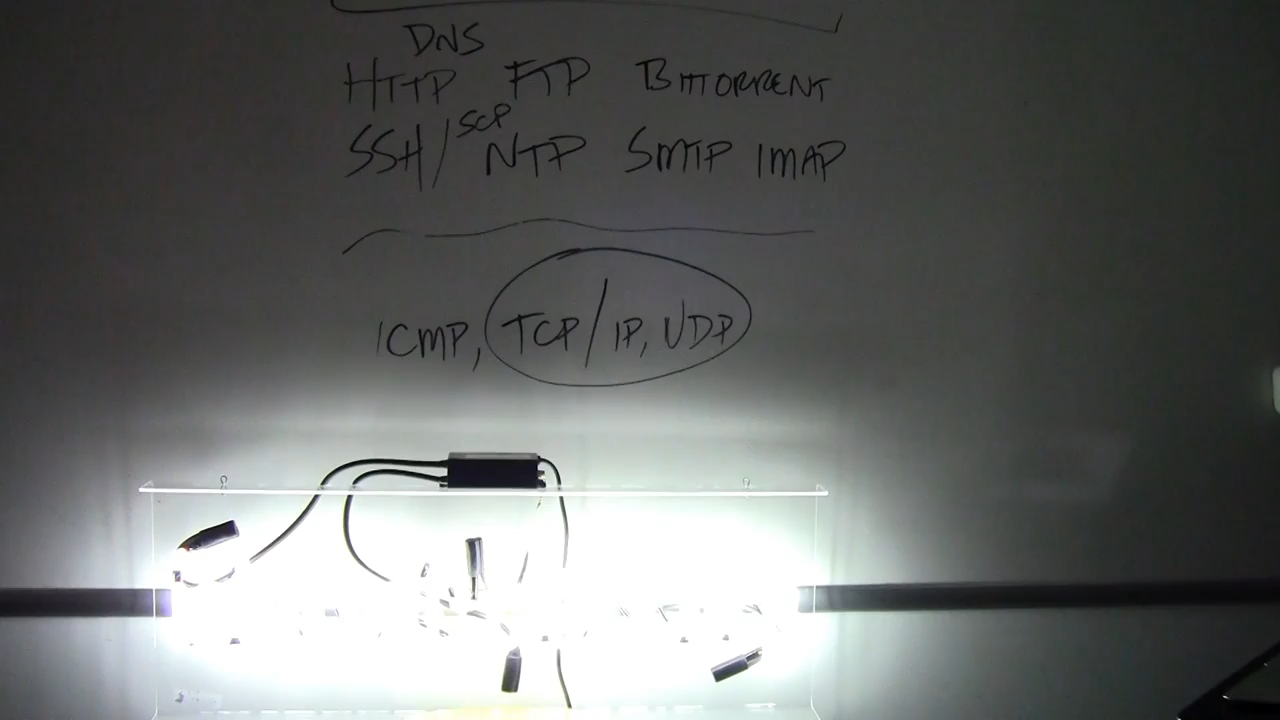 DNS
HTTP FTP BITTORRENT
SSH/SCP NTP SMTP IMAP
ICMP, TCP/IP, UDP